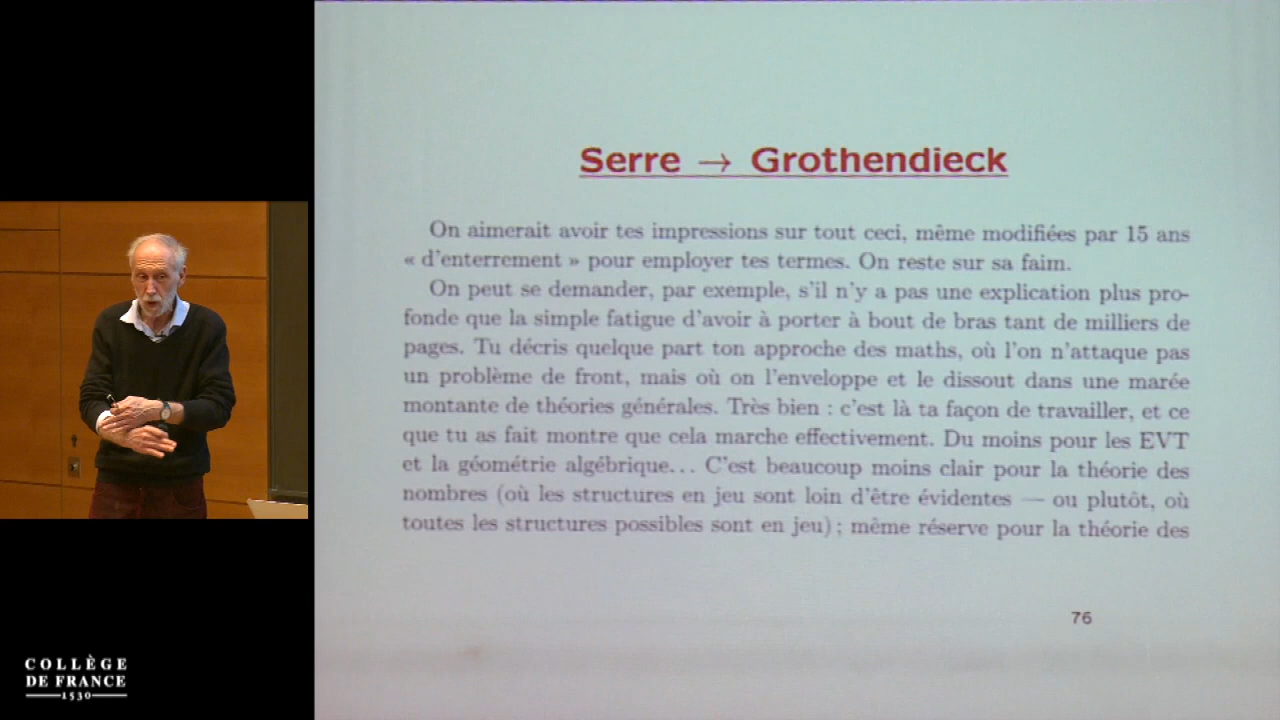 Serre → Grothendieck
On aimerait avoir tes impressions sur tout ceci, même modifiées par 15 ans
« d'enterrement » pour employer tes termes. On reste sur sa faim.
On peut se demander, par exemple, s'il n'y a pas une explication plus pro-
fonde que la simple fatigue d'avoir à porter à bout de bras tant de milliers de
pages. Tu décris quelque part ton approche des maths, où l'on n'attaque pas
un problème de front, mais où on l'enveloppe et le dissout dans une marée
montante de théories générales. Très bien : c'est là ta façon de travailler, et ce
que tu as fait montre que cela marche effectivement. Du moins pour les EVT
et la géométrie algébrique... C'est beaucoup moins clair pour la théorie des
nombres (où les structures en jeu sont loin d'être évidentes — ou plutôt, où
toutes les structures possibles sont en jeu) ; même réserve pour la théorie des
76
COLLÈGE
DE FRANCE
1530